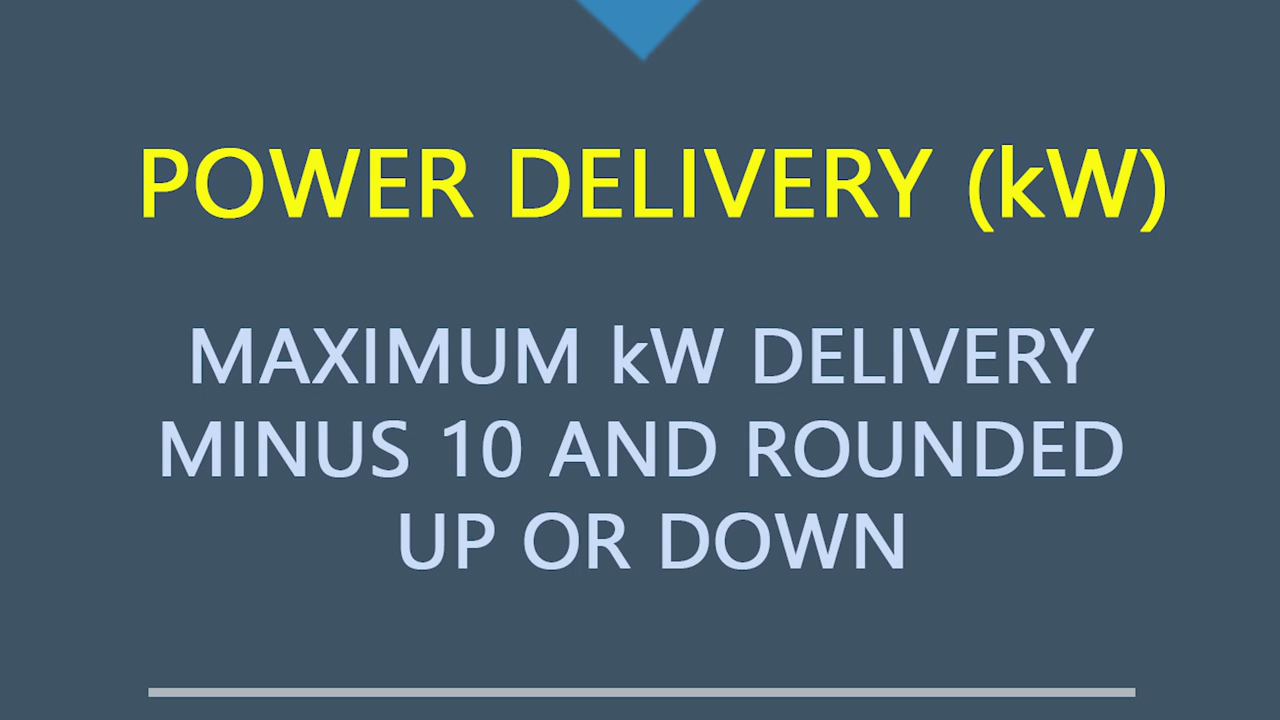 POWER DELIVERY (kW)
MAXIMUM kW DELIVERY
MINUS 10 AND ROUNDED
UP OR DOWN